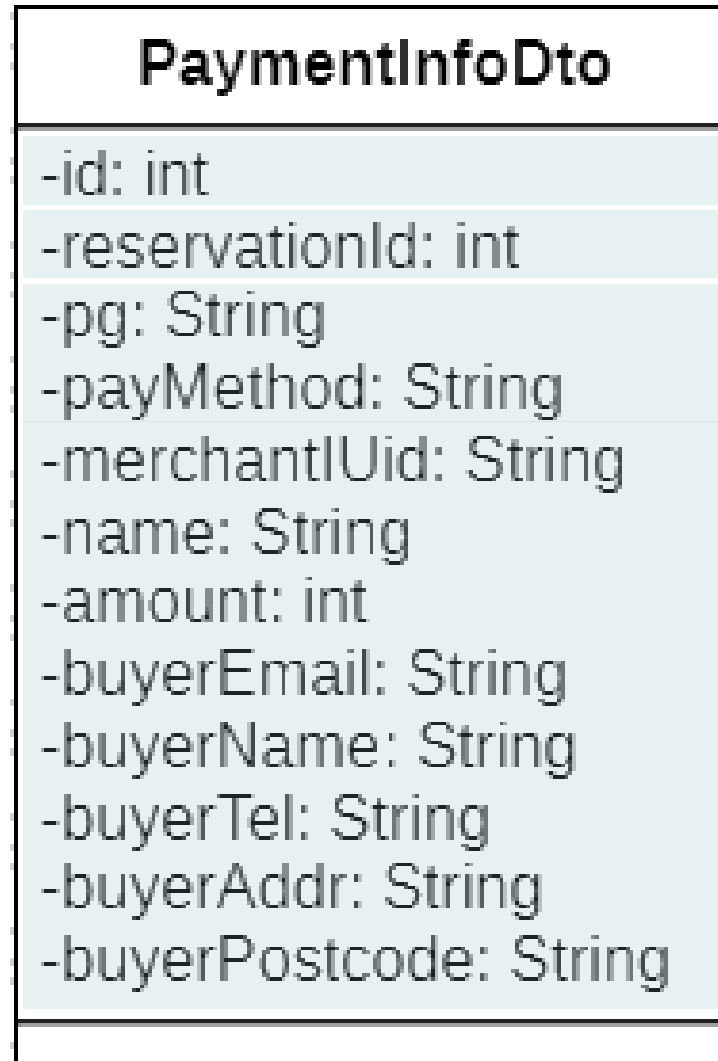 PaymentInfoDto
-id: int
-reservationId: int
-pg: String
-payMethod: String
-merchantIUid: String
-name: String
-amount: int
-buyerEmail: String
-buyerName: String
-buyerTel: String
-buyerAddr: String
-buyerPostcode: String